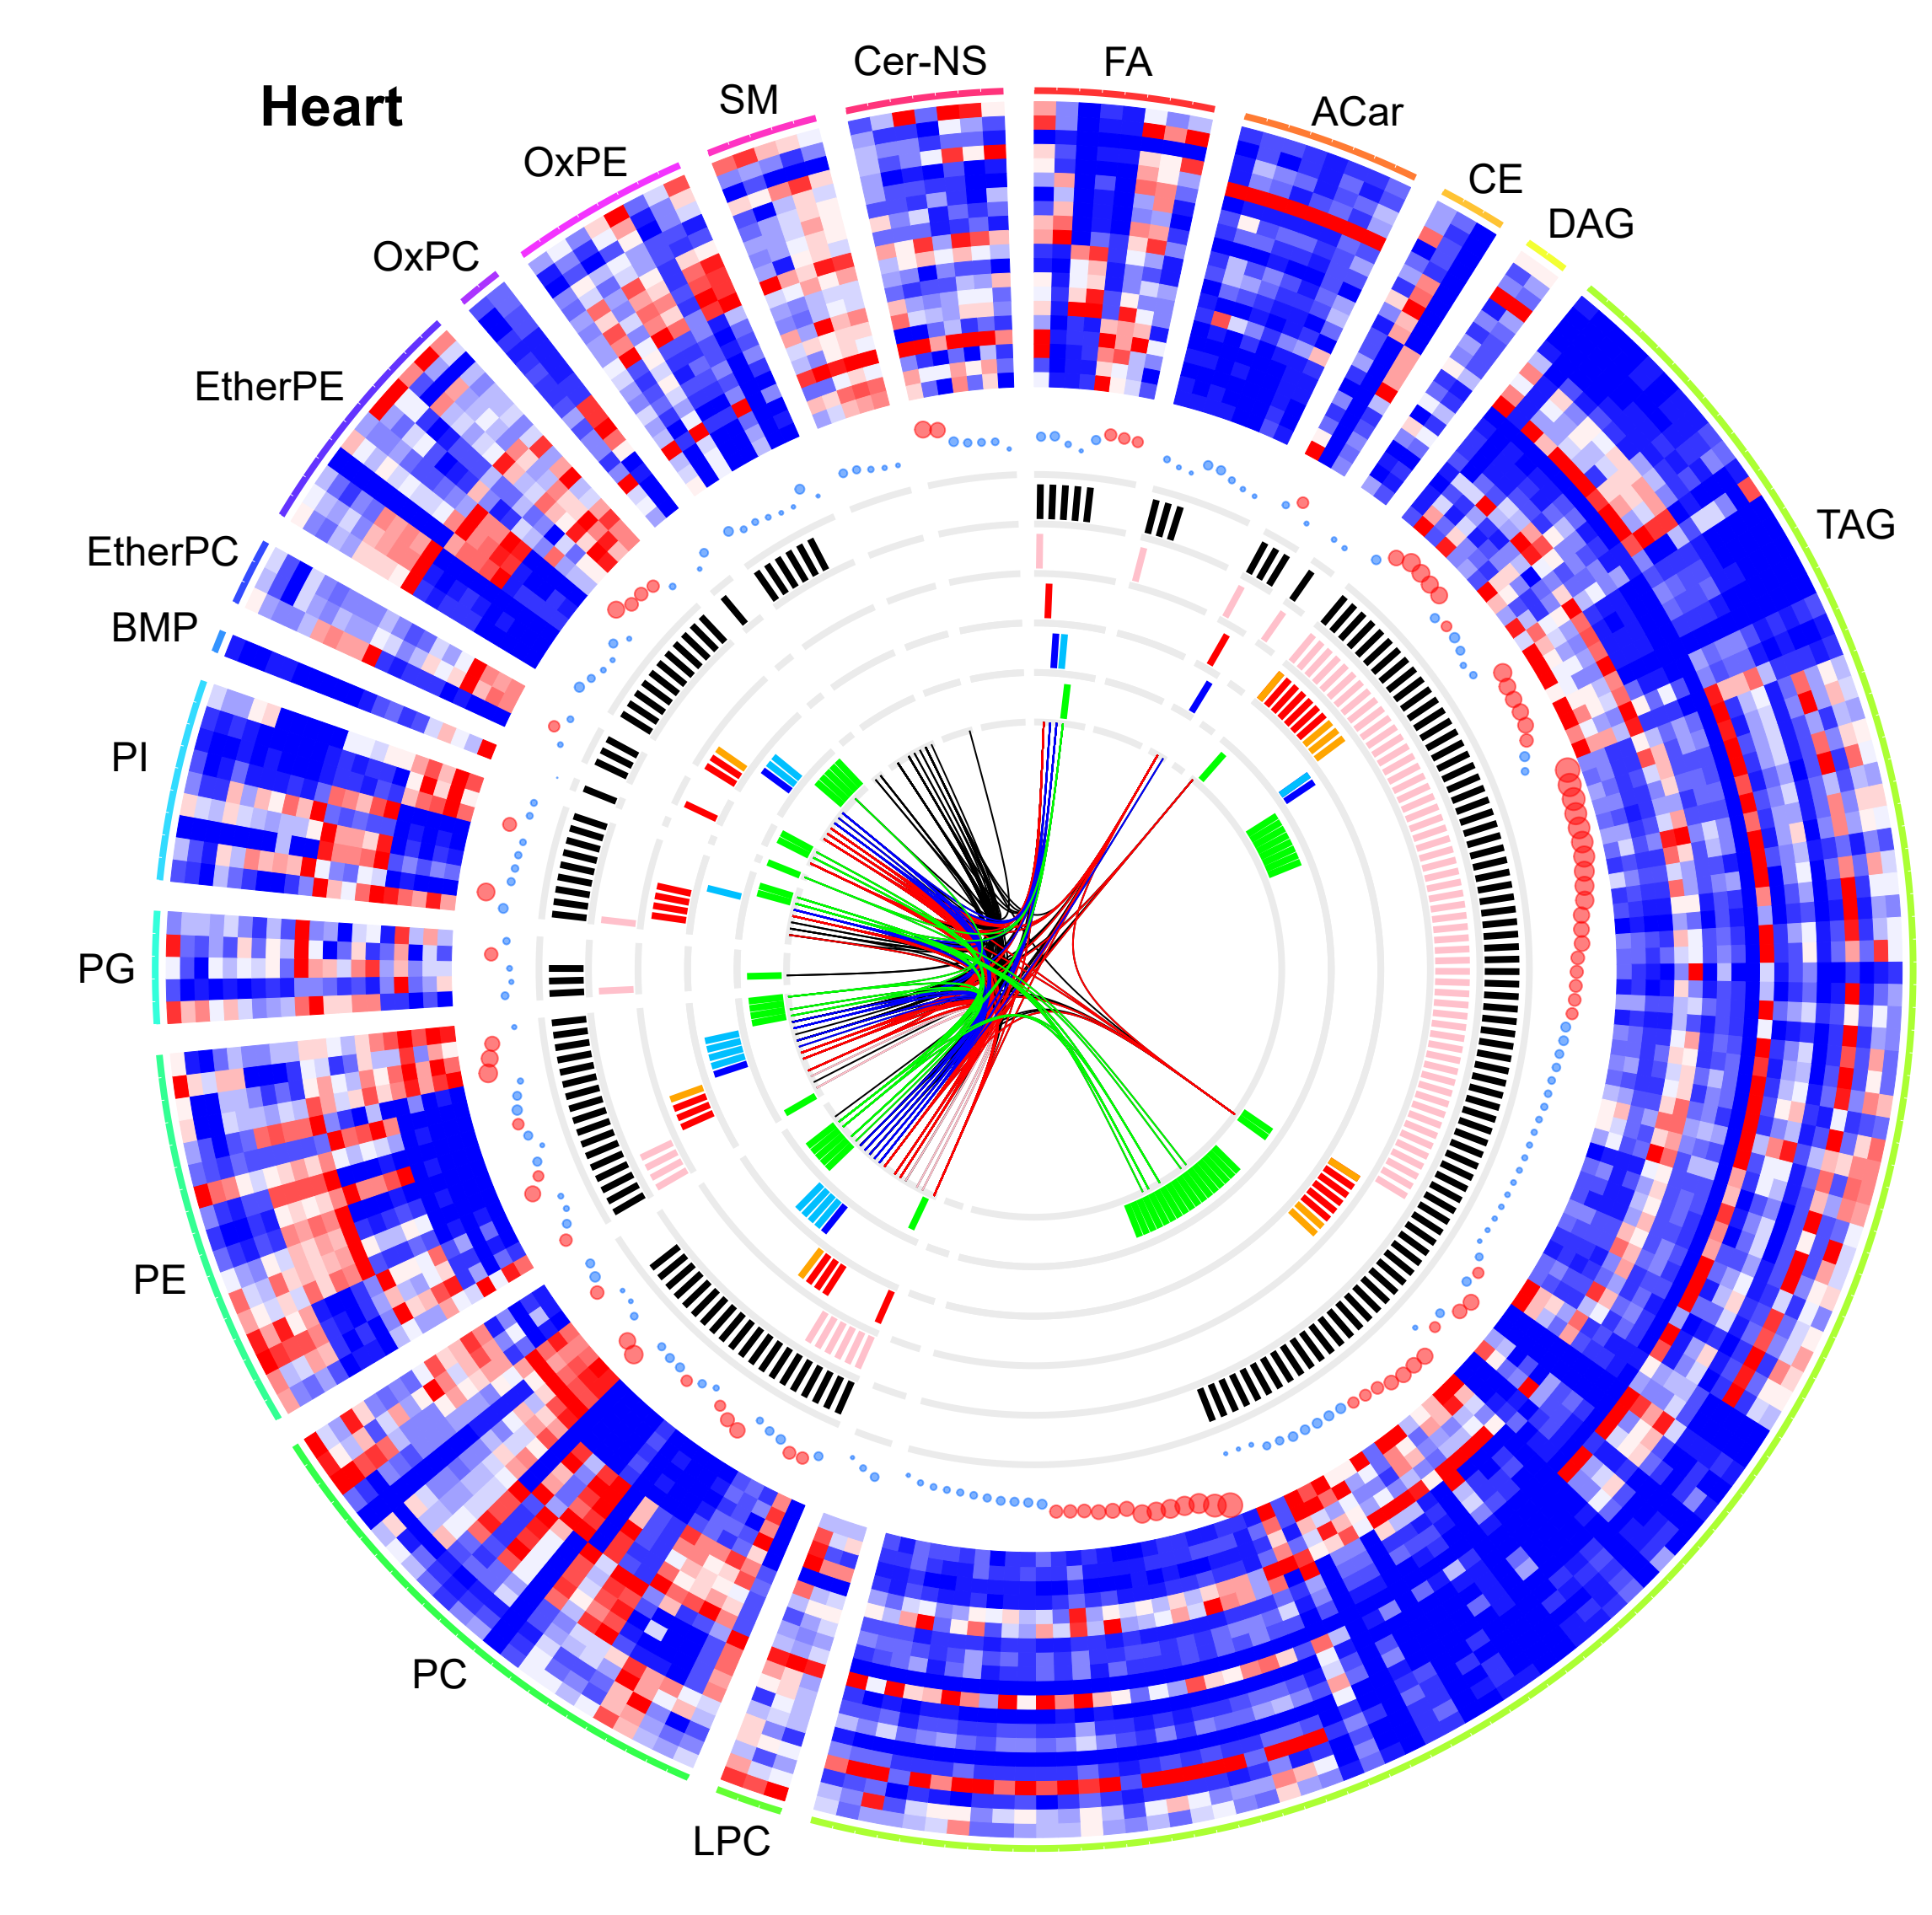 Heart
Cer-NS
FA
ACar
CE
DAG
TAG
LPC
PC
PE
PG
PI
BMP
EtherPC
EtherPE
OxPC
OxPE
SM